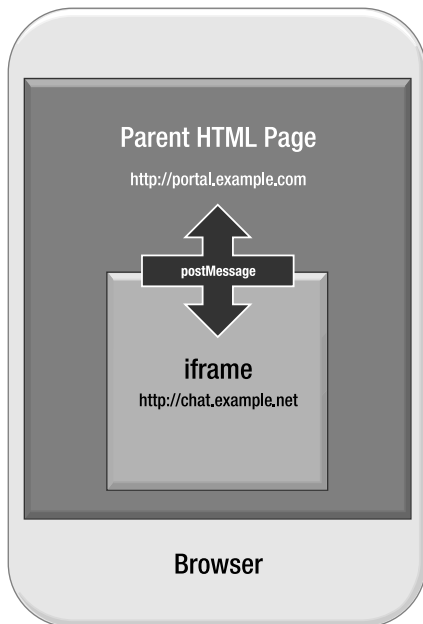 Parent HTML Page
http://portal.example.com
postMessage
iframe
http://chat.example.net
Browser